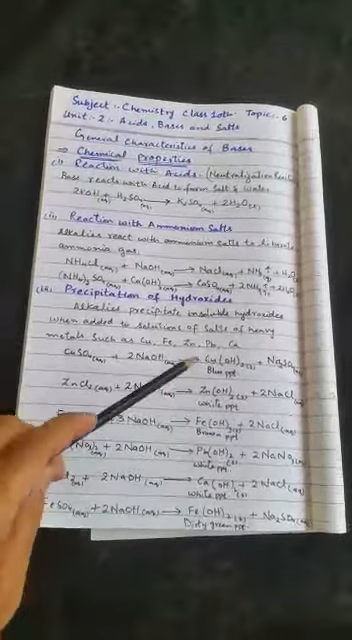 Subject :- Chemistry Class 10th Topic:- 6
Unit - 2 :- Acids, Bases and Salts
General Characteristics of Bases
⇒ Chemical Properties
(i) Reaction with Acids:- (Neutralization
Base reacts with Acid to form Salt & Water
2KOH(aq) + H₂SO₄(aq) → K₂SO₄(aq) + 2H₂O(l)
(ii) Reaction with Ammonium Salts
Alkalies react with ammonium salts to liberate
ammonia gas.
NH₄Cl(aq) + NaOH(aq) → NaCl(aq) + NH₃(g)↑ + H₂O
(NH₄)₂SO₄(aq) + Ca(OH)₂(aq) → CaSO₄(aq) + 2NH₃(g)↑ + 2H₂O
(iii) Precipitation of Hydroxides
Alkalies precipitate insoluble hydroxides
when added to solutions of Salts of heavy
metals Such as Cu, Fe, Zn, Pb, Ca
CuSO₄(aq) + 2NaOH(aq) → Cu(OH)₂(s) + Na₂SO₄
Blue ppt.
ZnCl₂(aq) + 2N → Zn(OH)₂(s) + 2NaCl(aq)
white ppt
3NaOH(aq) → Fe(OH)₃(s) + 2NaCl(aq)
Brown ppt.
(NO₃)₂ + 2NaOH(aq) → Pb(OH)₂(s) + 2NaNO₃(aq)
white ppt
+ 2NaOH(aq) → Ca(OH)₂(s) + 2NaCl(aq)
white ppt
FeSO₄(aq) + 2NaOH(aq) → Fe(OH)₂(s) + Na₂SO₄(aq)
Dirty green ppt.